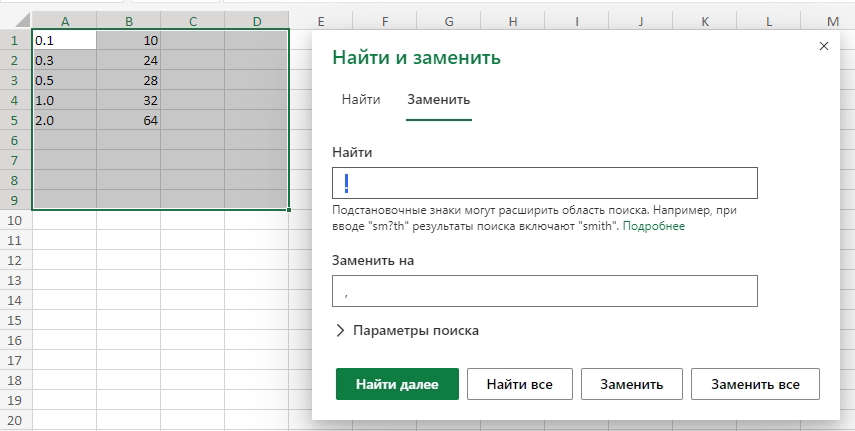 A B C D E F G H I J K L M
1 0.1 10
2 0.3 24
3 0.5 28
4 1.0 32
5 2.0 64
6
7
8
9
10
11
12
13
14
15
16
17
18
19
20
Найти и заменить
Найти Заменить
Найти
.
Подстановочные знаки могут расширить область поиска. Например, при
вводе "sm?th" результаты поиска включают "smith". Подробнее
Заменить на
,
Параметры поиска
Найти далее Найти все Заменить Заменить все